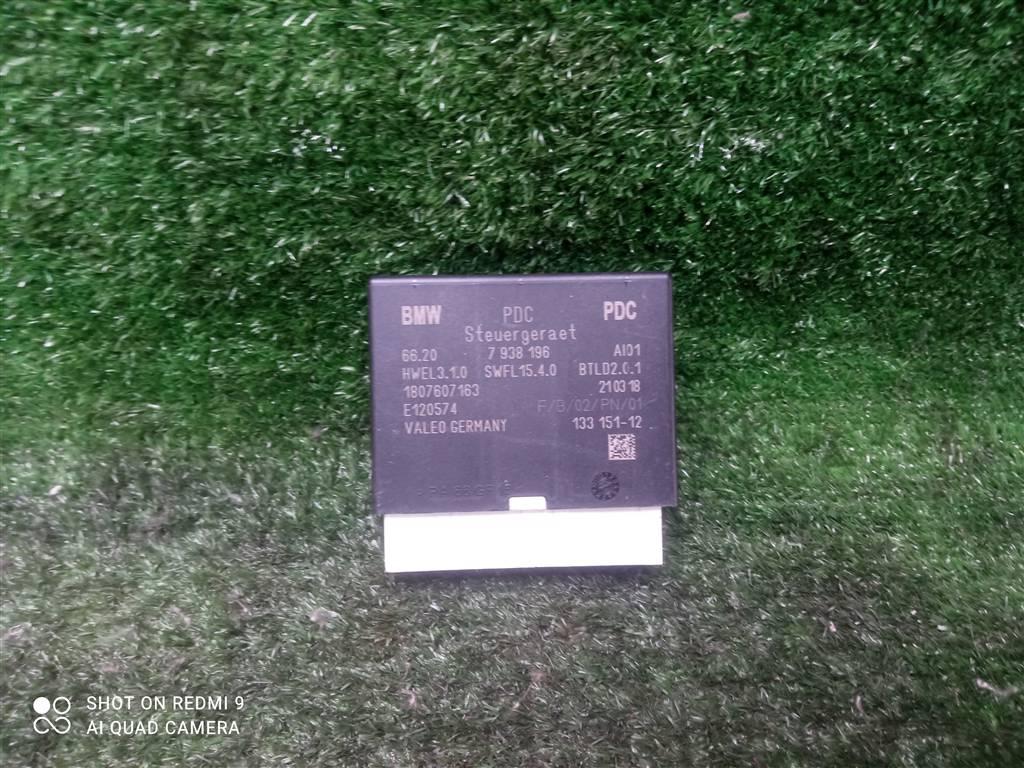 BMW PDC PDC
Steuergeraet
66.20 7 938 196 AI01
HWEL3.1.0 SWFL15.4.0 BTLD2.0.1
1807607163 210318
E120574 F/B/02/PN/01
VALEO GERMANY 133 151-12
SHOT ON REDMI 9
AI QUAD CAMERA